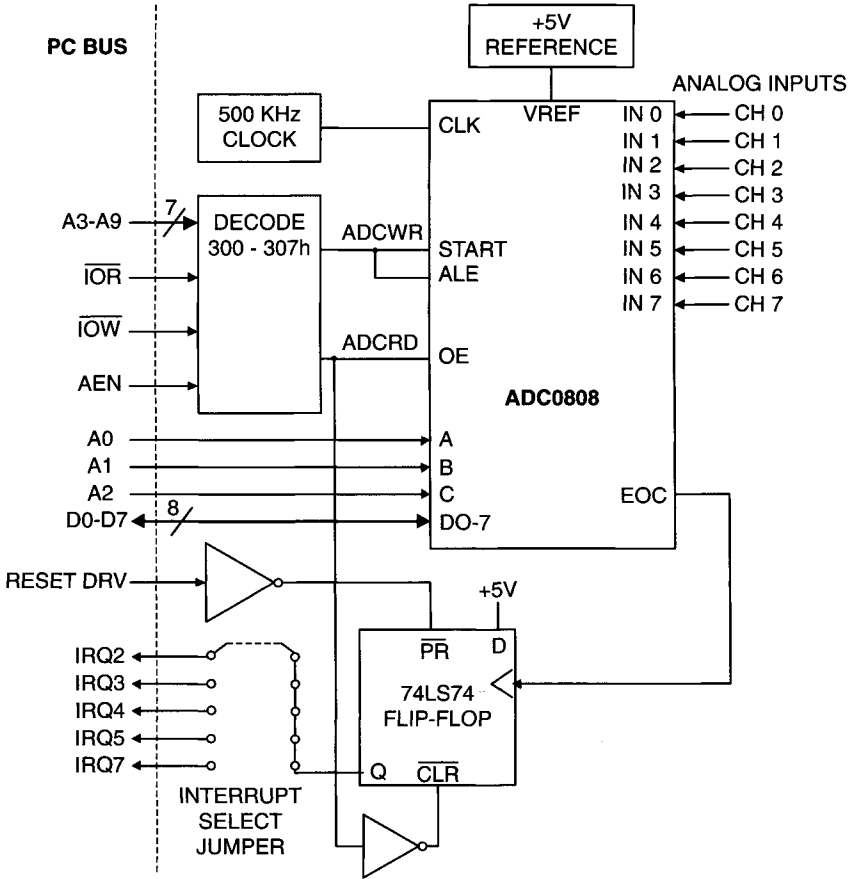 +5V
REFERENCE
PC BUS
ANALOG INPUTS
500 KHz
CLOCK
CLK
VREF
IN 0
CH 0
IN 1
CH 1
IN 2
CH 2
IN 3
CH 3
IN 4
CH 4
IN 5
CH 5
IN 6
CH 6
IN 7
CH 7
A3-A9
7
DECODE
300 - 307h
ADCWR
START
ALE
IOR
IOW
ADCRD
OE
AEN
ADC0808
A0
A
A1
B
A2
C
EOC
D0-D7
8
DO-7
RESET DRV
+5V
PR
D
IRQ2
IRQ3
IRQ4
IRQ5
IRQ7
74LS74
FLIP-FLOP
Q
CLR
INTERRUPT
SELECT
JUMPER